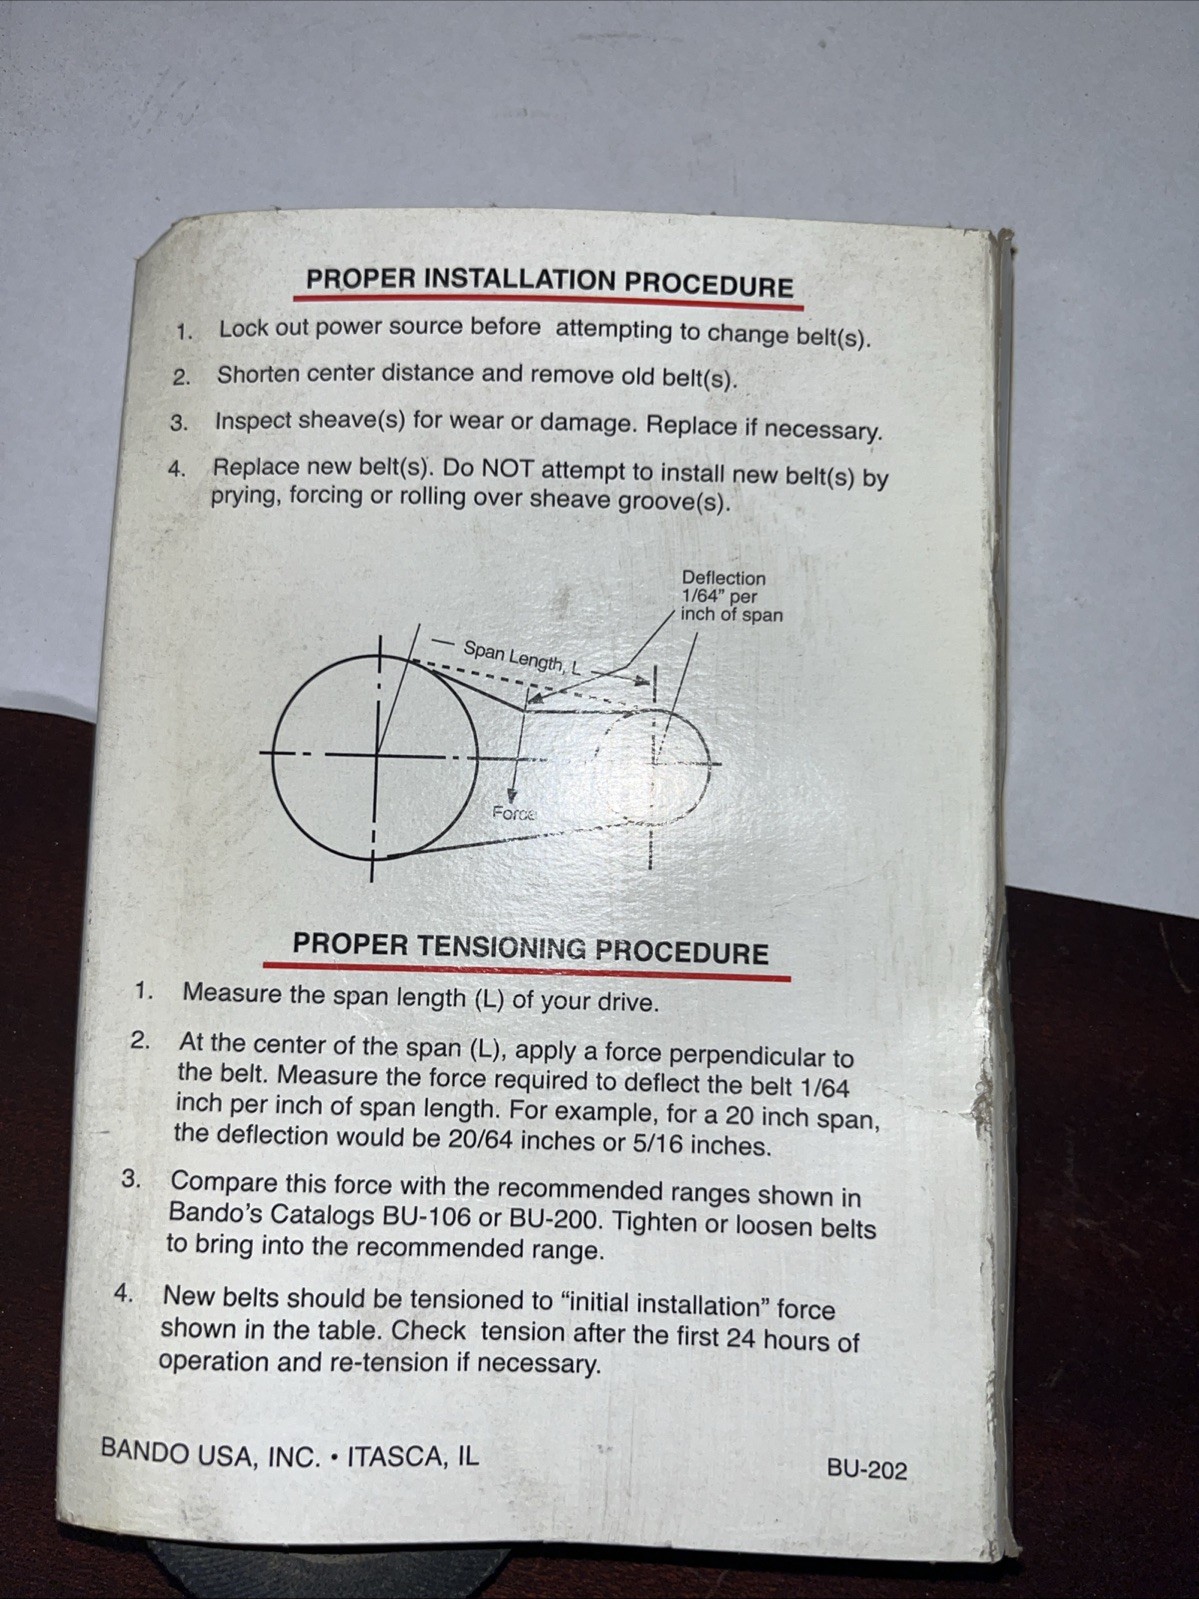 PROPER INSTALLATION PROCEDURE
1. Lock out power source before attempting to change belt(s).
2. Shorten center distance and remove old belt(s).
3. Inspect sheave(s) for wear or damage. Replace if necessary.
4. Replace new belt(s). Do NOT attempt to install new belt(s) by
prying, forcing or rolling over sheave groove(s).
Deflection
1/64” per
inch of span
Span Length, L
Force
PROPER TENSIONING PROCEDURE
1. Measure the span length (L) of your drive.
2. At the center of the span (L), apply a force perpendicular to
the belt. Measure the force required to deflect the belt 1/64
inch per inch of span length. For example, for a 20 inch span,
the deflection would be 20/64 inches or 5/16 inches.
3. Compare this force with the recommended ranges shown in
Bando’s Catalogs BU-106 or BU-200. Tighten or loosen belts
to bring into the recommended range.
4. New belts should be tensioned to “initial installation” force
shown in the table. Check tension after the first 24 hours of
operation and re-tension if necessary.
BANDO USA, INC. • ITASCA, IL
BU-202